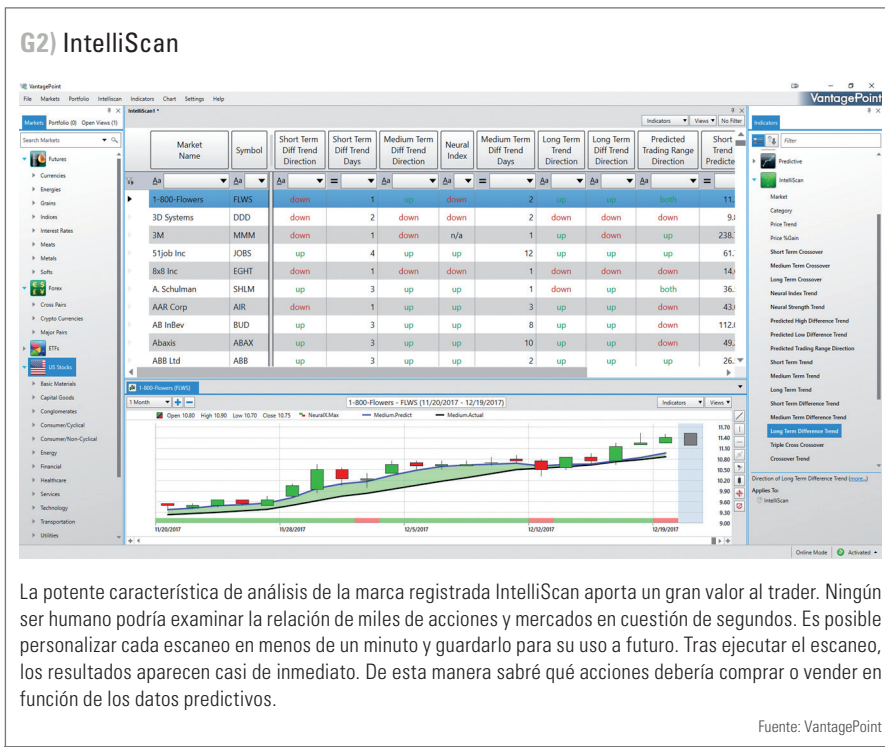 G2) IntelliScan
VantagePoint
File Markets Portfolio Intelliscan Indicators Chart Settings Help
VantagePoint
Markets Portfolio (0) Open Views (1)
IntelliScan1 *
Indicators Views No Filter
Indicators
Search Markets
Futures
Currencies
Energies
Grains
Indices
Interest Rates
Meats
Metals
Softs
Forex
Cross Pairs
Crypto Currencies
Major Pairs
ETFs
US Stocks
Basic Materials
Capital Goods
Conglomerates
Consumer/Cyclical
Consumer/Non-Cyclical
Energy
Financial
Healthcare
Services
Technology
Transportation
Utilities
Market Name Symbol Short Term Diff Trend Direction Short Term Diff Trend Days Medium Term Diff Trend Direction Neural Index Medium Term Diff Trend Days Long Term Trend Direction Long Term Diff Trend Direction Predicted Trading Range Direction Short Trend Predicte
Aa Aa Aa = Aa Aa = Aa Aa Aa =
1-800-Flowers FLWS down 1 up down 2 up up both 11.
3D Systems DDD down 2 down down 2 down down down 9.
3M MMM down 1 down n/a 1 up down up 238.
51job Inc JOBS up 4 up up 12 up up up 61.
8x8 Inc EGHT down 1 down down 1 down down down 14.
A. Schulman SHLM up 3 up up 1 down up both 36.
AAR Corp AIR down 1 up up 3 up up down 43.
AB InBev BUD up 3 up up 8 up up down 112.
Abaxis ABAX up 3 up up 10 up up down 49.
ABB Ltd ABB up 3 up up 2 up up up 26.
1-800-Flowers (FLWS)
1 Month 1-800-Flowers - FLWS (11/20/2017 - 12/19/2017) Indicators Views
Open 10.80 High 10.90 Low 10.70 Close 10.75 NeuralX.Max Medium.Predict Medium.Actual
11.70
11.40
11.10
10.80
10.50
10.20
9.90
9.60
9.30
9.00
11/20/2017 11/28/2017 12/5/2017 12/12/2017 12/19/2017
Filter
Predictive
IntelliScan
Market
Category
Price Trend
Price %Gain
Short Term Crossover
Medium Term Crossover
Long Term Crossover
Neural Index Trend
Neural Strength Trend
Predicted High Difference Trend
Predicted Low Difference Trend
Predicted Trading Range Direction
Short Term Trend
Medium Term Trend
Long Term Trend
Short Term Difference Trend
Medium Term Difference Trend
Long Term Difference Trend
Triple Cross Crossover
Crossover Trend
Direction of Long Term Difference Trend (more...)
Applies To:
IntelliScan
Online Mode Activated
La potente característica de análisis de la marca registrada IntelliScan aporta un gran valor al trader. Ningún
ser humano podría examinar la relación de miles de acciones y mercados en cuestión de segundos. Es posible
personalizar cada escaneo en menos de un minuto y guardarlo para su uso a futuro. Tras ejecutar el escaneo,
los resultados aparecen casi de inmediato. De esta manera sabré qué acciones debería comprar o vender en
función de los datos predictivos.
Fuente: VantagePoint